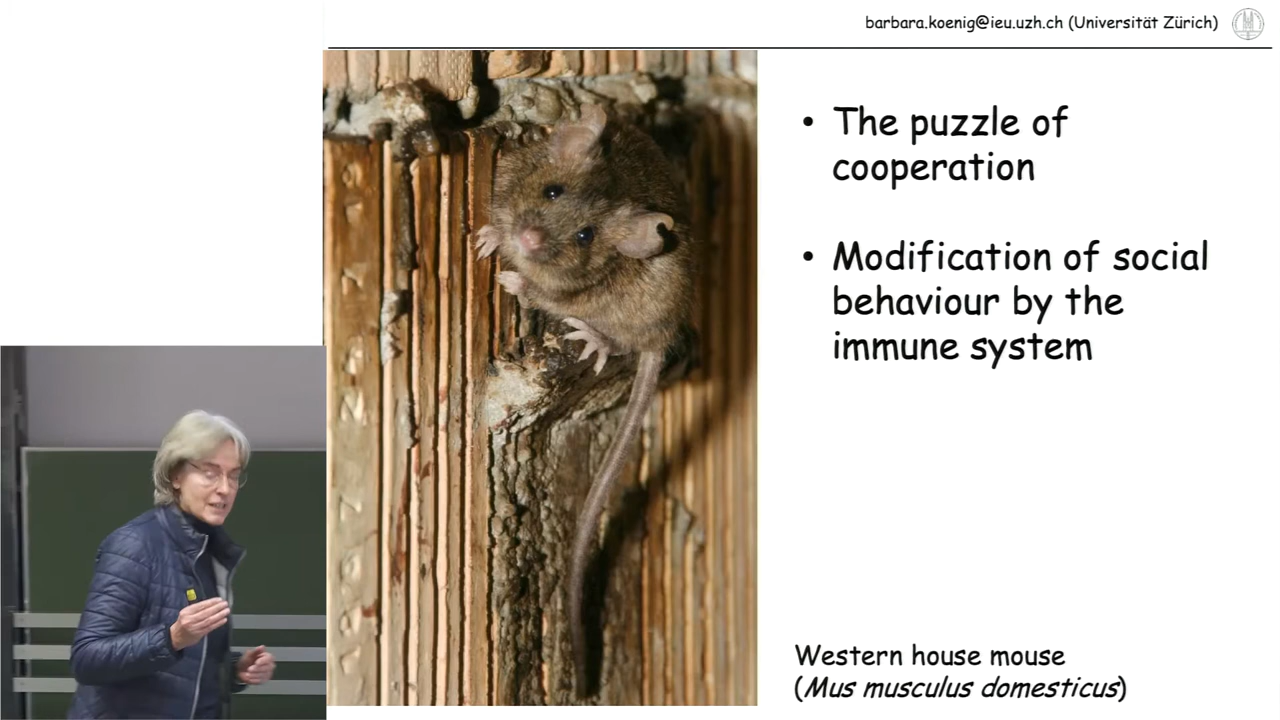 barbara.koenig@ieu.uzh.ch (Universität Zürich)
• The puzzle of
cooperation
• Modification of social
behaviour by the
immune system
Western house mouse
(Mus musculus domesticus)